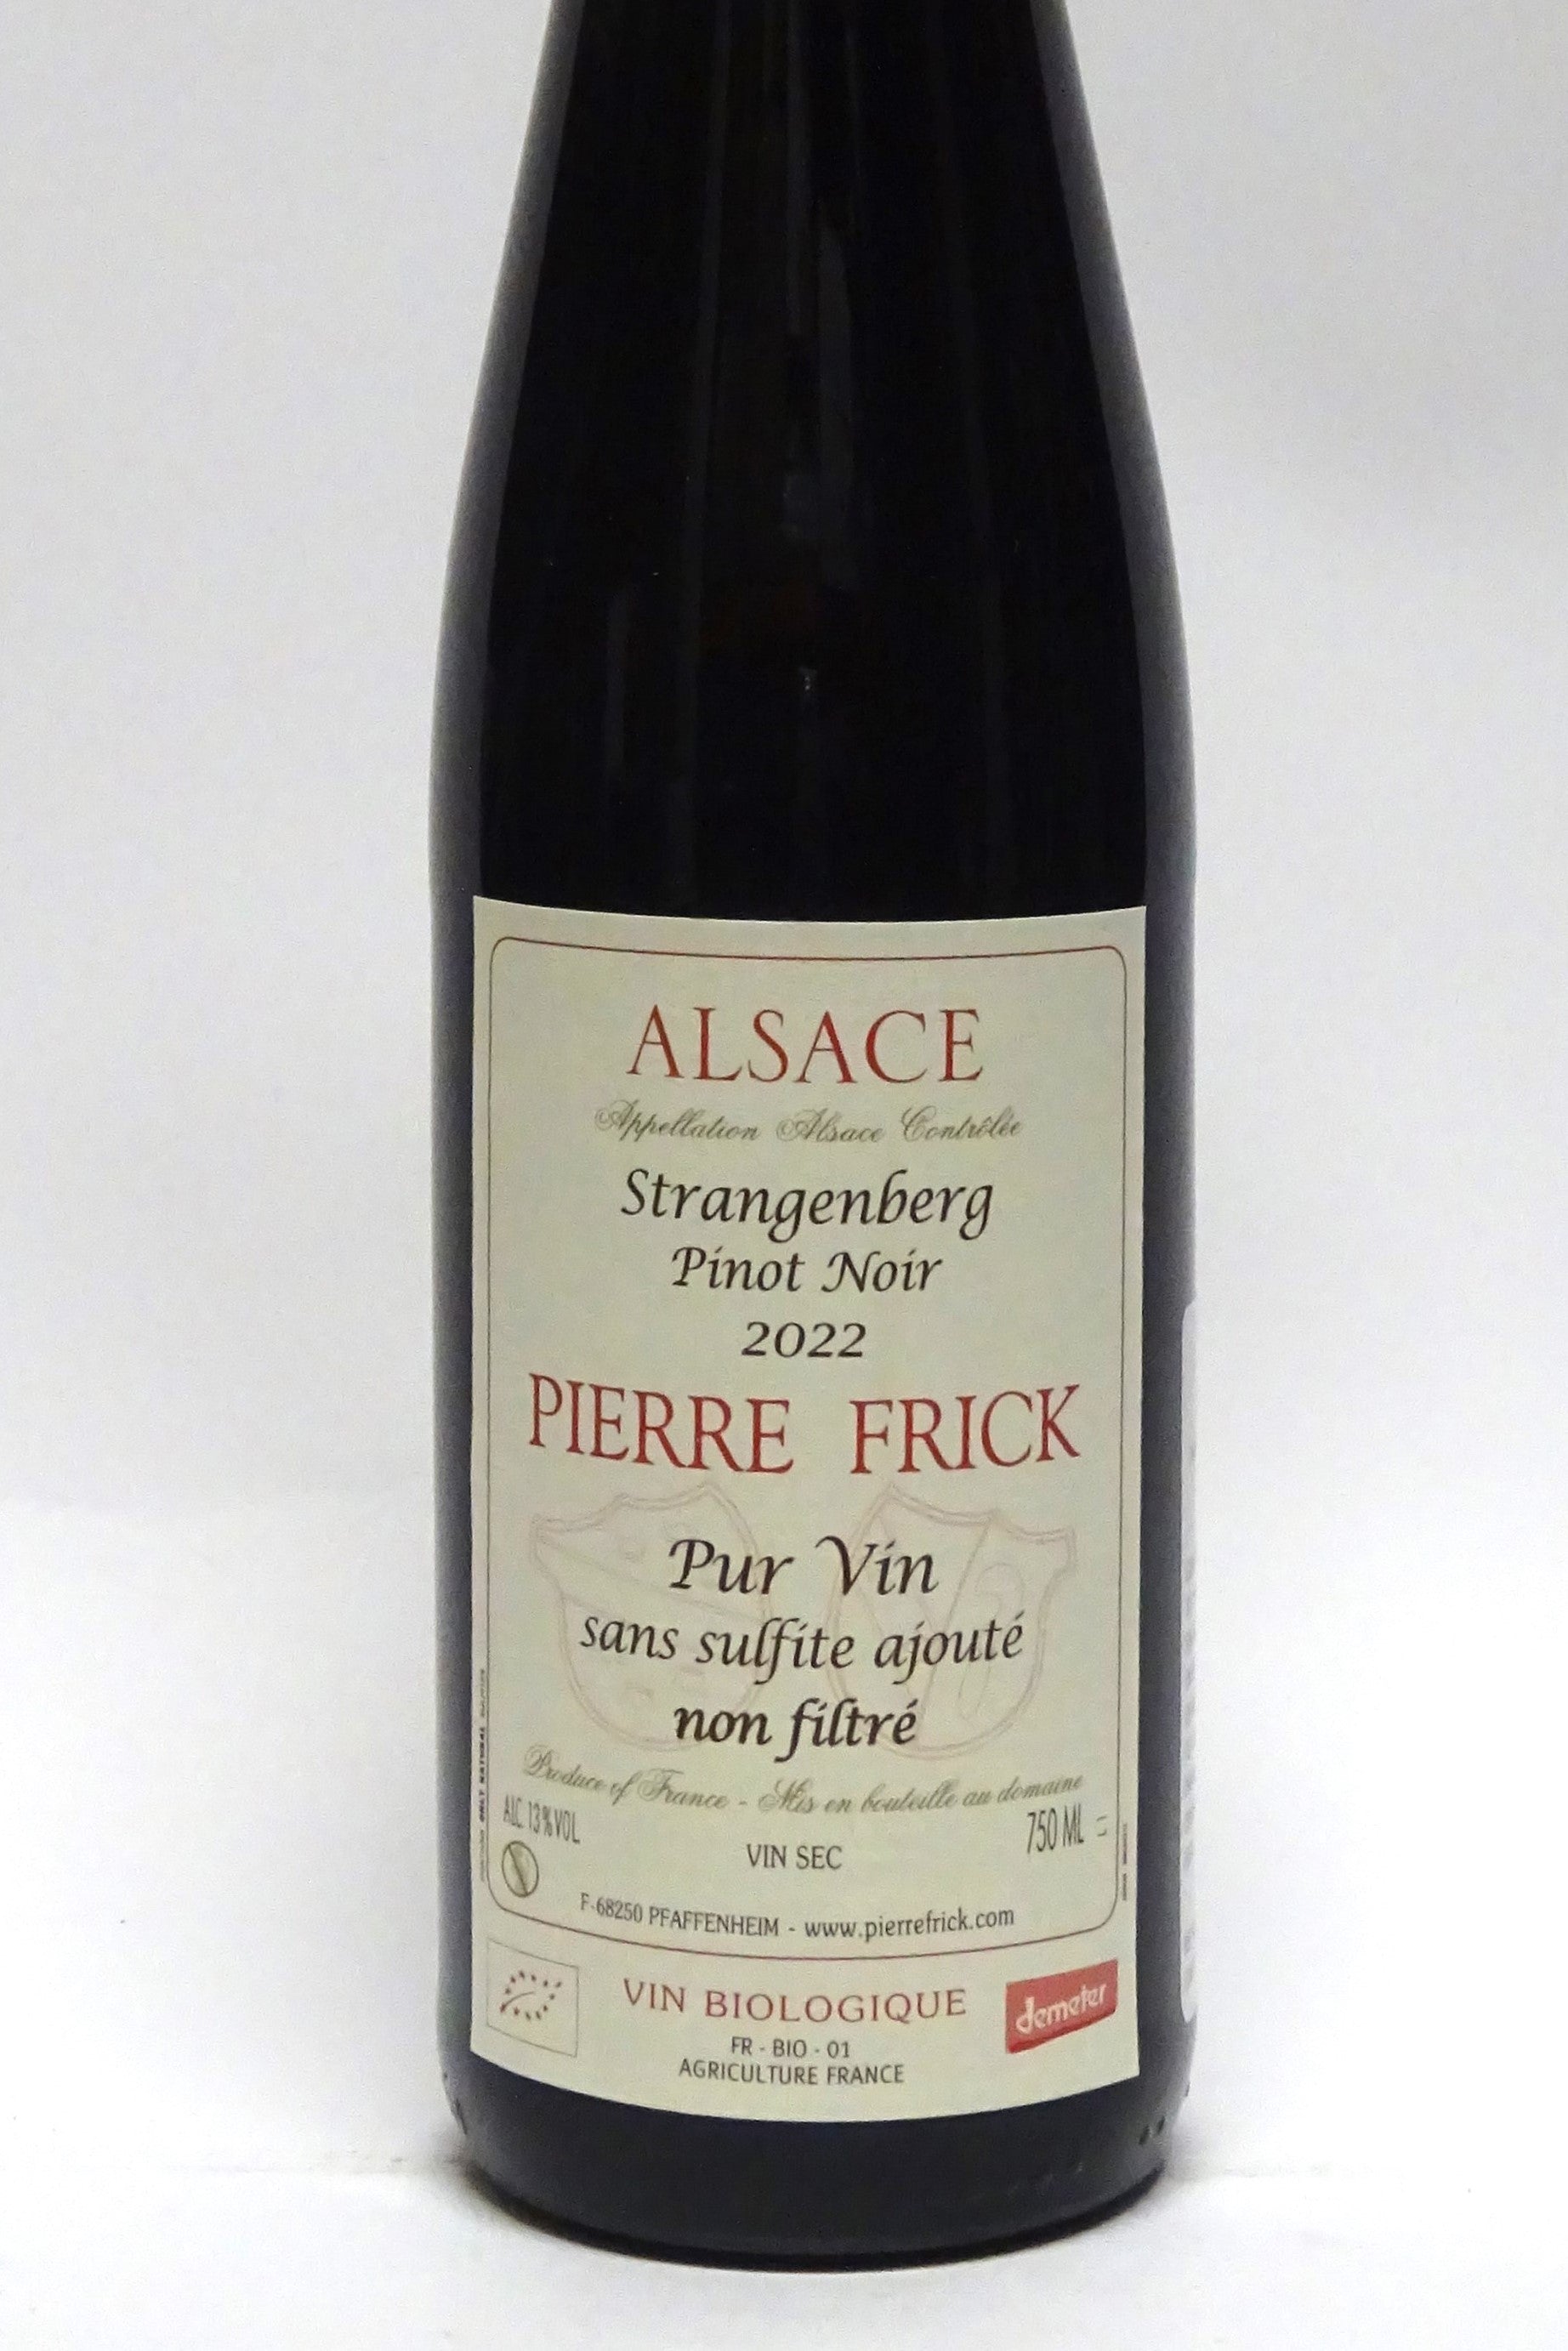 ALSACE
Appellation Alsace Contrôlée
Strangenberg
Pinot Noir
2022
PIERRE FRICK
Pur Vin
sans sulfite ajouté
non filtré
Produce of France - Mis en bouteille au domaine
ALC. 13%VOL
750 ML
VIN SEC
F-68250 PFAFFENHEIM - www.pierrefrick.com
VIN BIOLOGIQUE
demeter
FR - BIO - 01
AGRICULTURE FRANCE